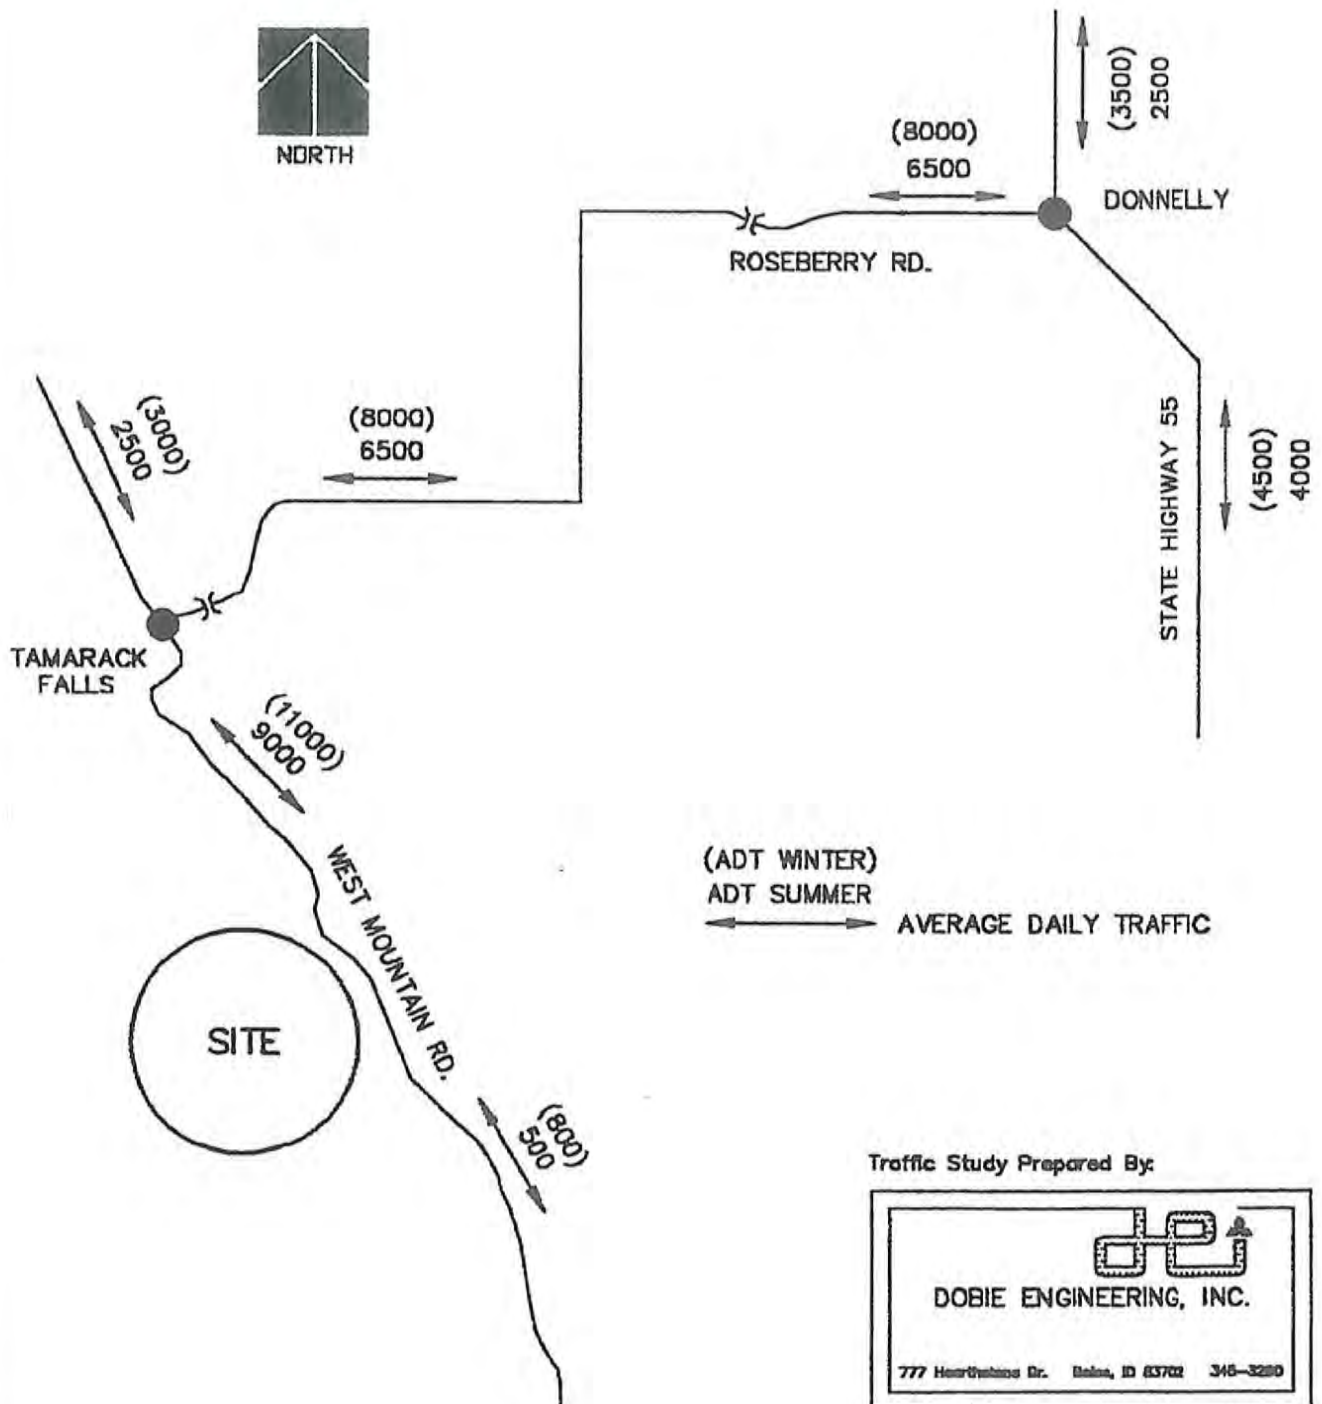 NORTH
(3500)
2500
(8000)
6500
DONNELLY
ROSEBERRY RD.
(3000)
2500
(8000)
6500
STATE HIGHWAY 55
(4500)
4000
TAMARACK
FALLS
(11000)
9000
WEST MOUNTAIN RD.
(ADT WINTER)
ADT SUMMER
AVERAGE DAILY TRAFFIC
SITE
(800)
500
Traffic Study Prepared By:
DOBIE ENGINEERING, INC.
777 Dr. Boise, ID 83702